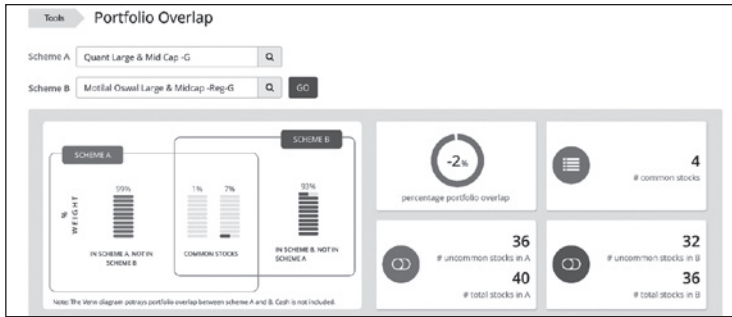 Tools Portfolio Overlap
Scheme A Quant Large & Mid Cap -G
Scheme B Motilal Oswal Large & Midcap -Reg-G GO
SCHEME A
SCHEME B
% WEIGHT
99%
1% 7%
93%
IN SCHEME A, NOT IN
SCHEME B
COMMON STOCKS
IN SCHEME B, NOT IN
SCHEME A
Note: The Venn diagram potrays portfolio overlap between scheme A and B. Cash is not included.
-2%
percentage portfolio overlap
4
# common stocks
36
# uncommon stocks in A
40
# total stocks in A
32
# uncommon stocks in B
36
# total stocks in B